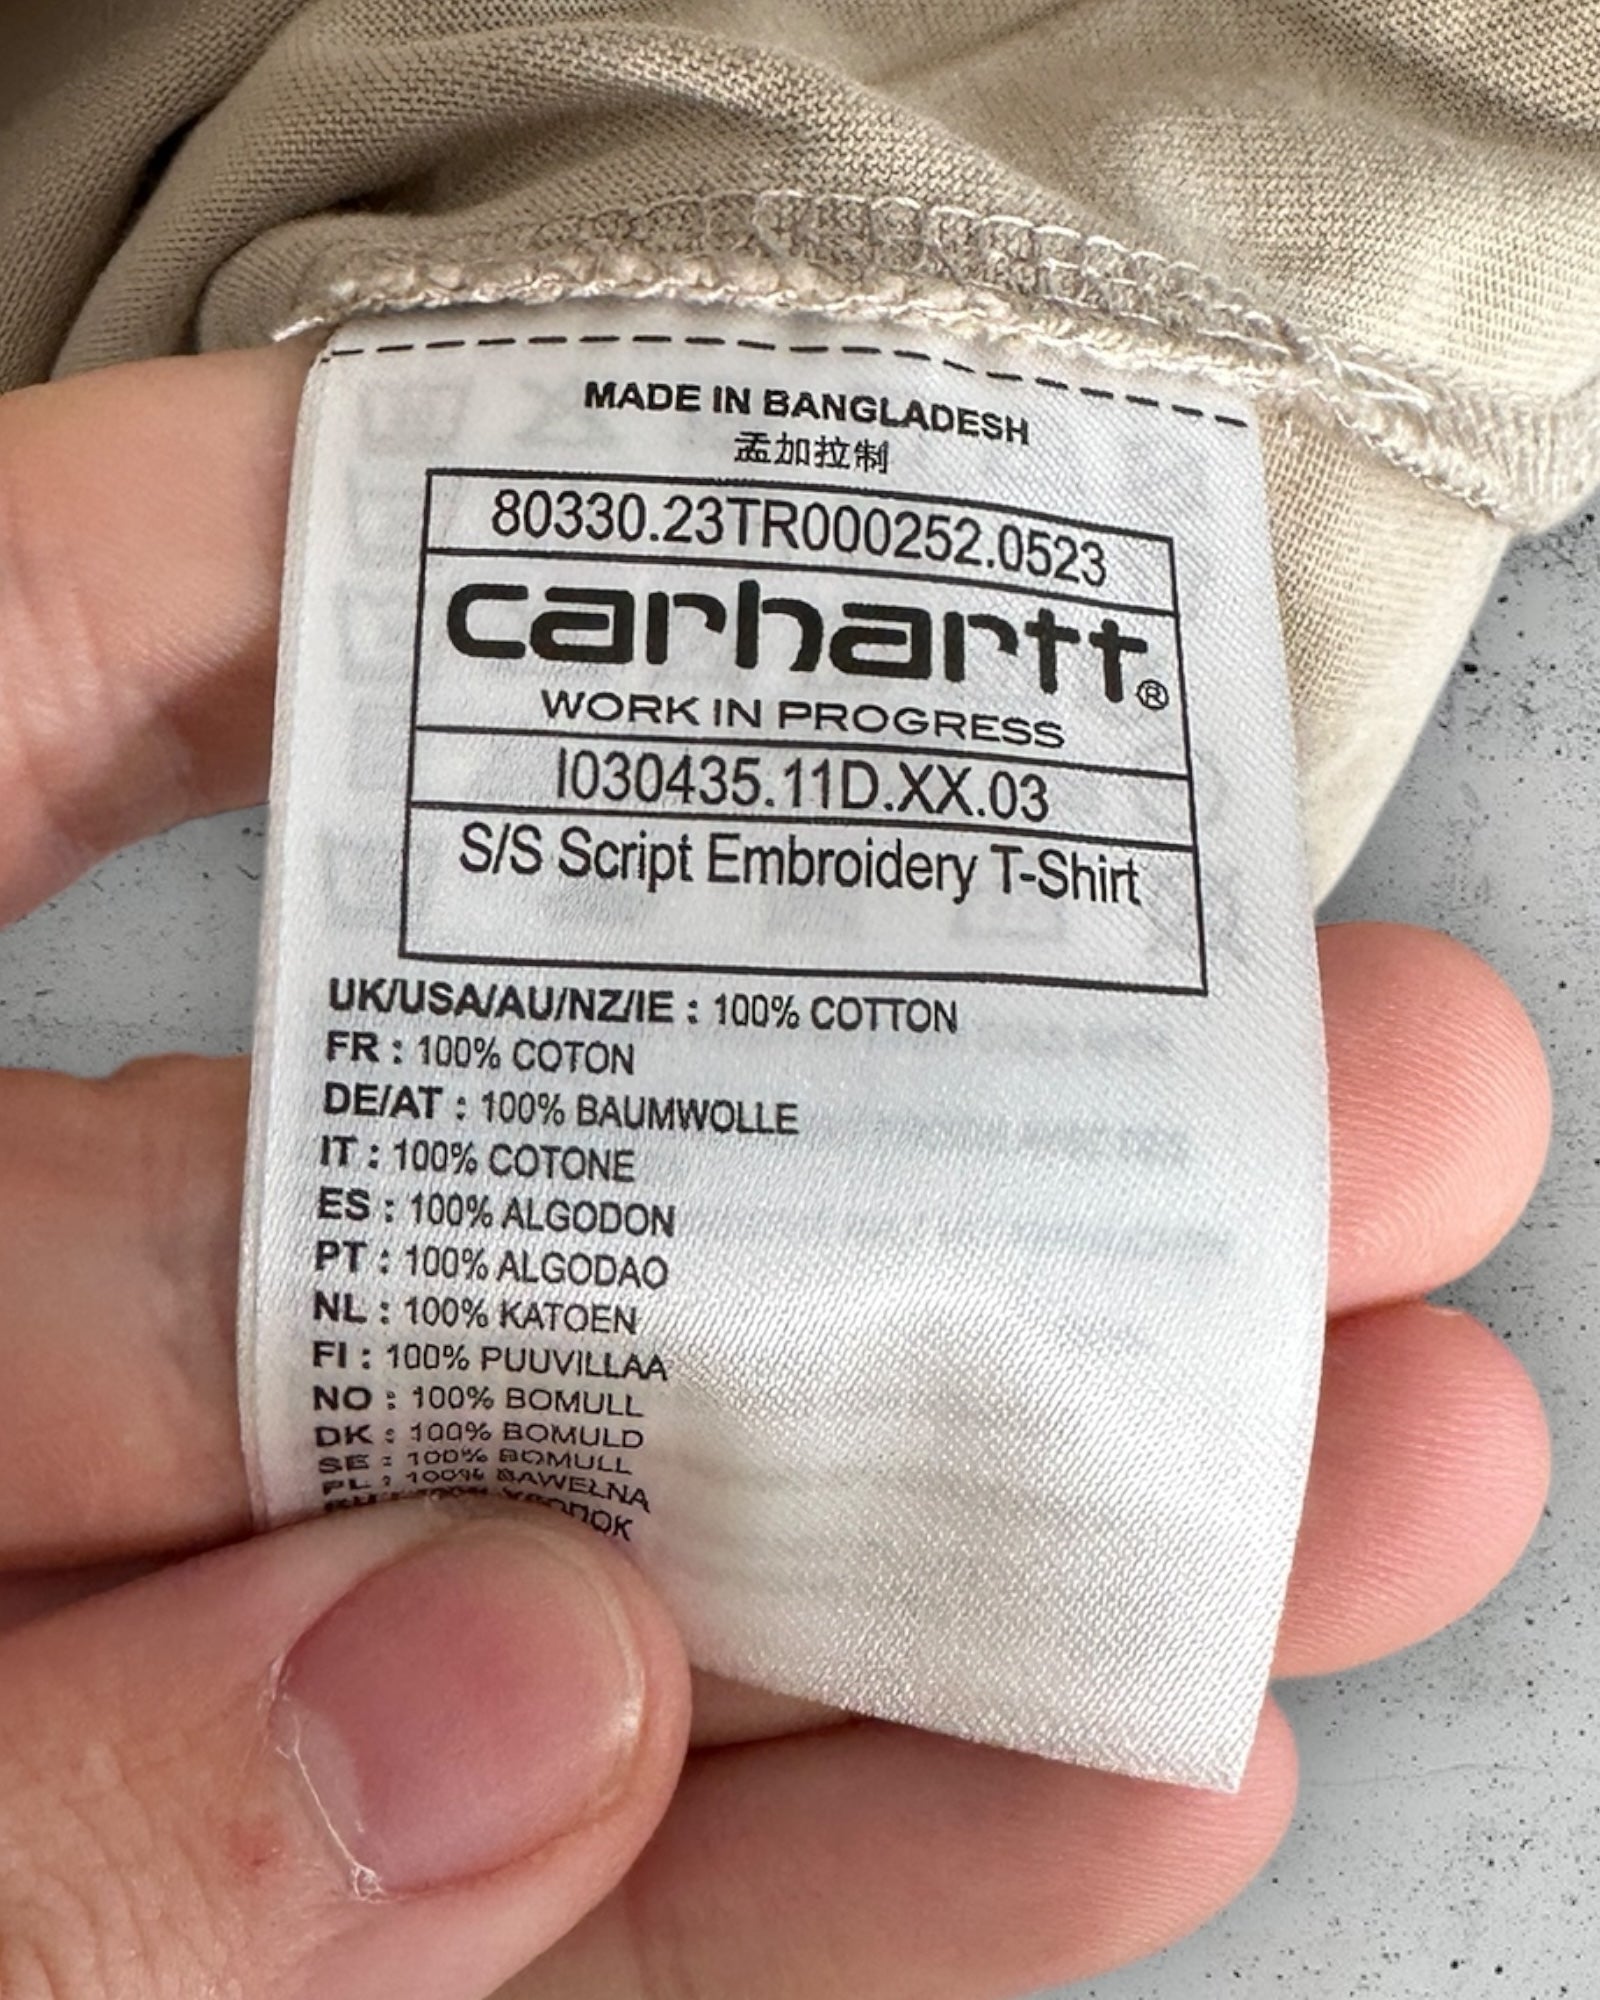 MADE IN BANGLADESH
孟加拉制
80330.23TR000252.0523
carhartt®
WORK IN PROGRESS
I030435.11D.XX.03
S/S Script Embroidery T-Shirt
UK/USA/AU/NZ/IE : 100% COTTON
FR : 100% COTON
DE/AT : 100% BAUMWOLLE
IT : 100% COTONE
ES : 100% ALGODON
PT : 100% ALGODAO
NL : 100% KATOEN
FI : 100% PUUVILLAA
NO : 100% BOMULL
DK : 100% BOMULD
SE : 100% BOMULL
PL : 100% BAWEŁNA